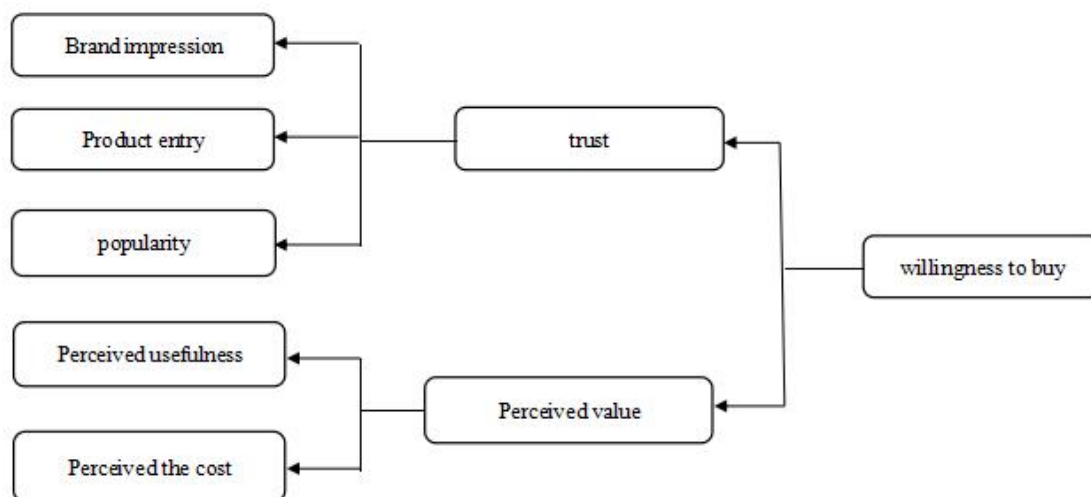 Brand impression
Product entry
popularity
Perceived usefulness
Perceived the cost
trust
Perceived value
willingness to buy